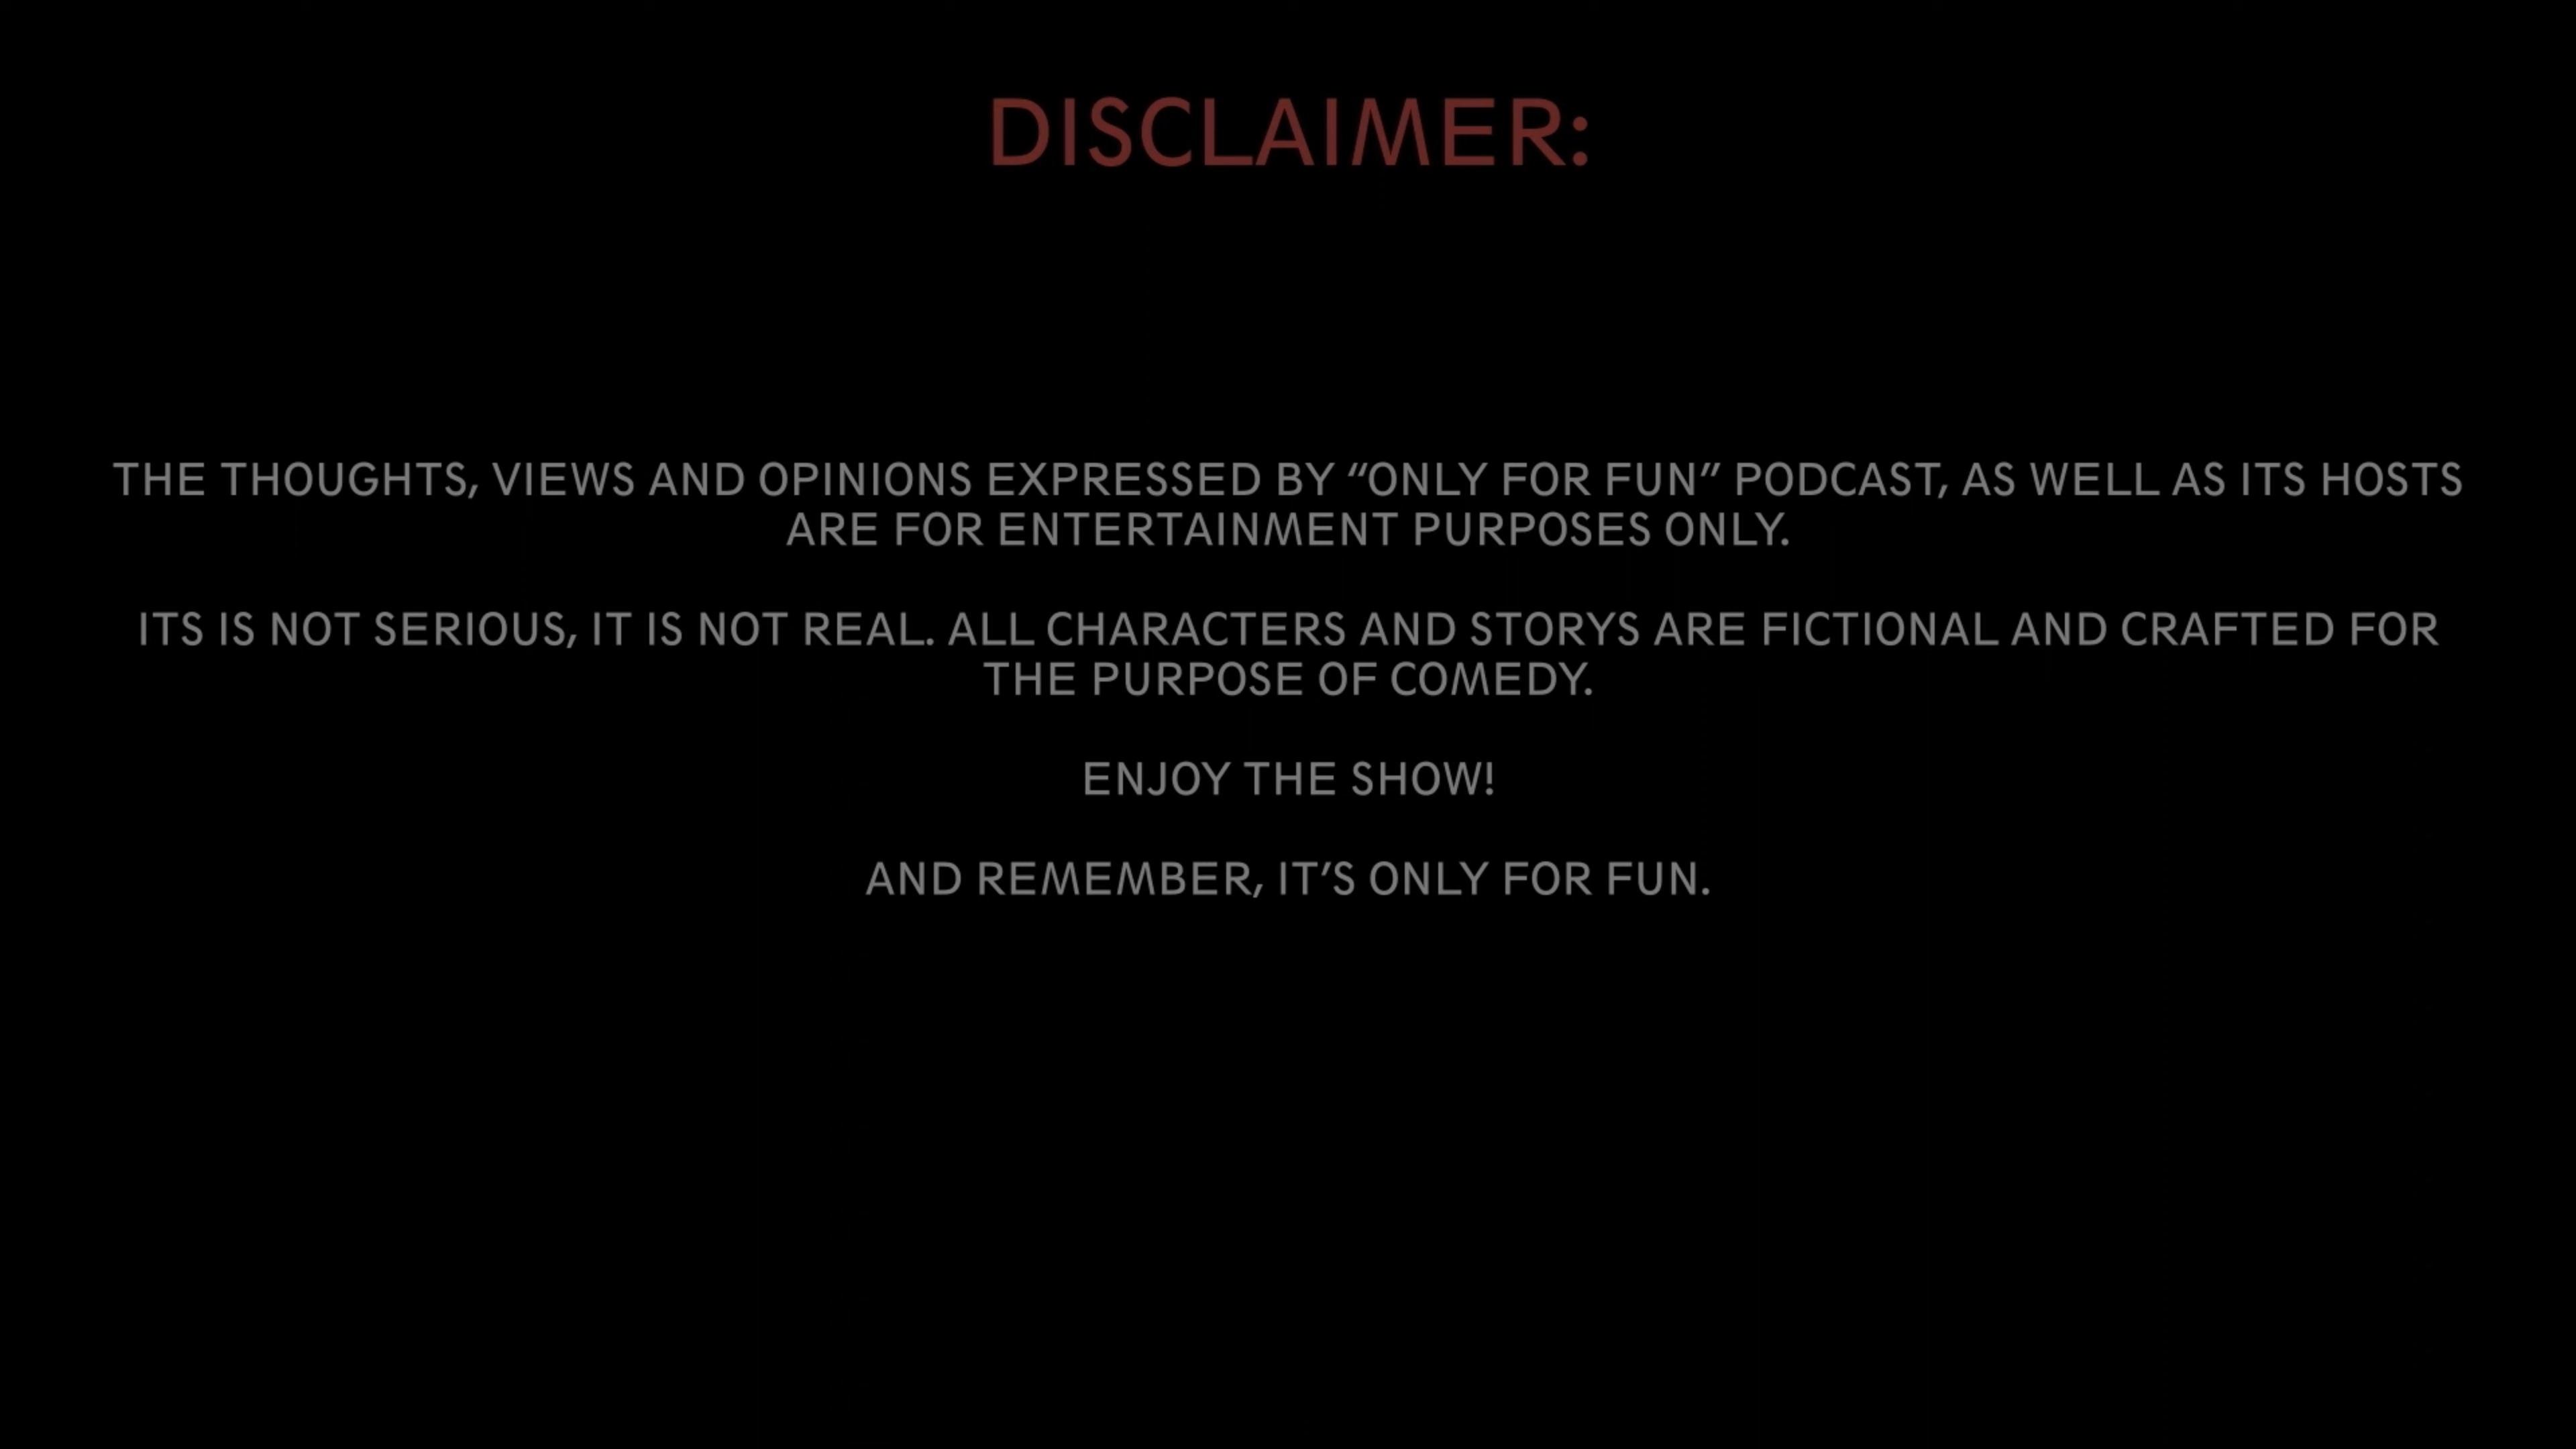 DISCLAIMER:
THE THOUGHTS, VIEWS AND OPINIONS EXPRESSED BY “ONLY FOR FUN” PODCAST, AS WELL AS ITS HOSTS
ARE FOR ENTERTAINMENT PURPOSES ONLY.
ITS IS NOT SERIOUS, IT IS NOT REAL. ALL CHARACTERS AND STORYS ARE FICTIONAL AND CRAFTED FOR
THE PURPOSE OF COMEDY.
ENJOY THE SHOW!
AND REMEMBER, IT’S ONLY FOR FUN.